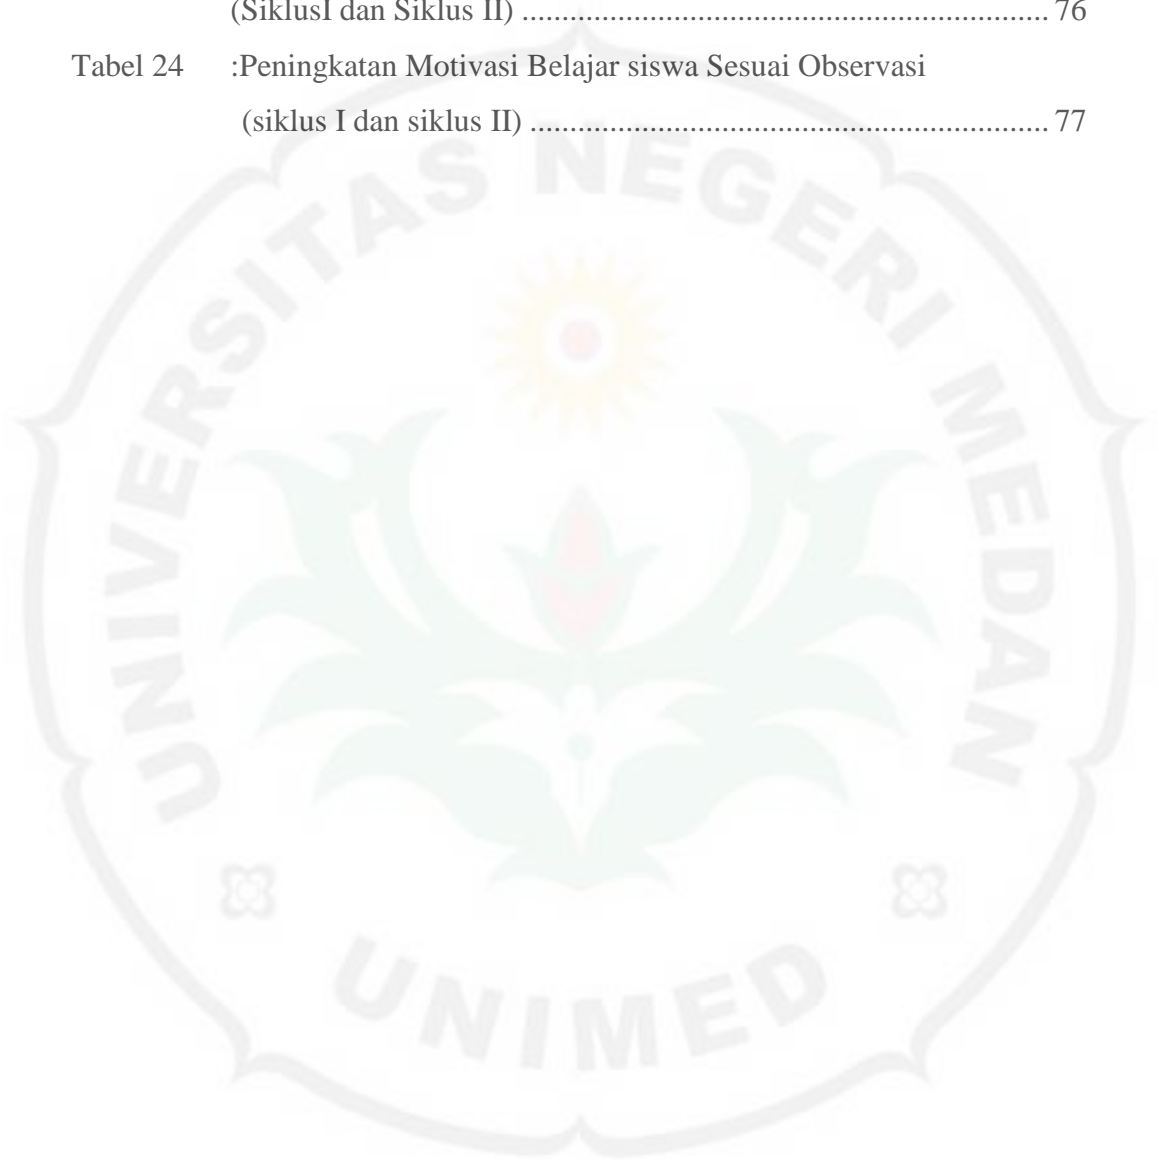 (SiklusI dan Siklus II) .................................................................. 76
Tabel 24 :Peningkatan Motivasi Belajar siswa Sesuai Observasi
(siklus I dan siklus II) ................................................................. 77
UNIVERSITAS NEGERI MEDAN
UNIMED